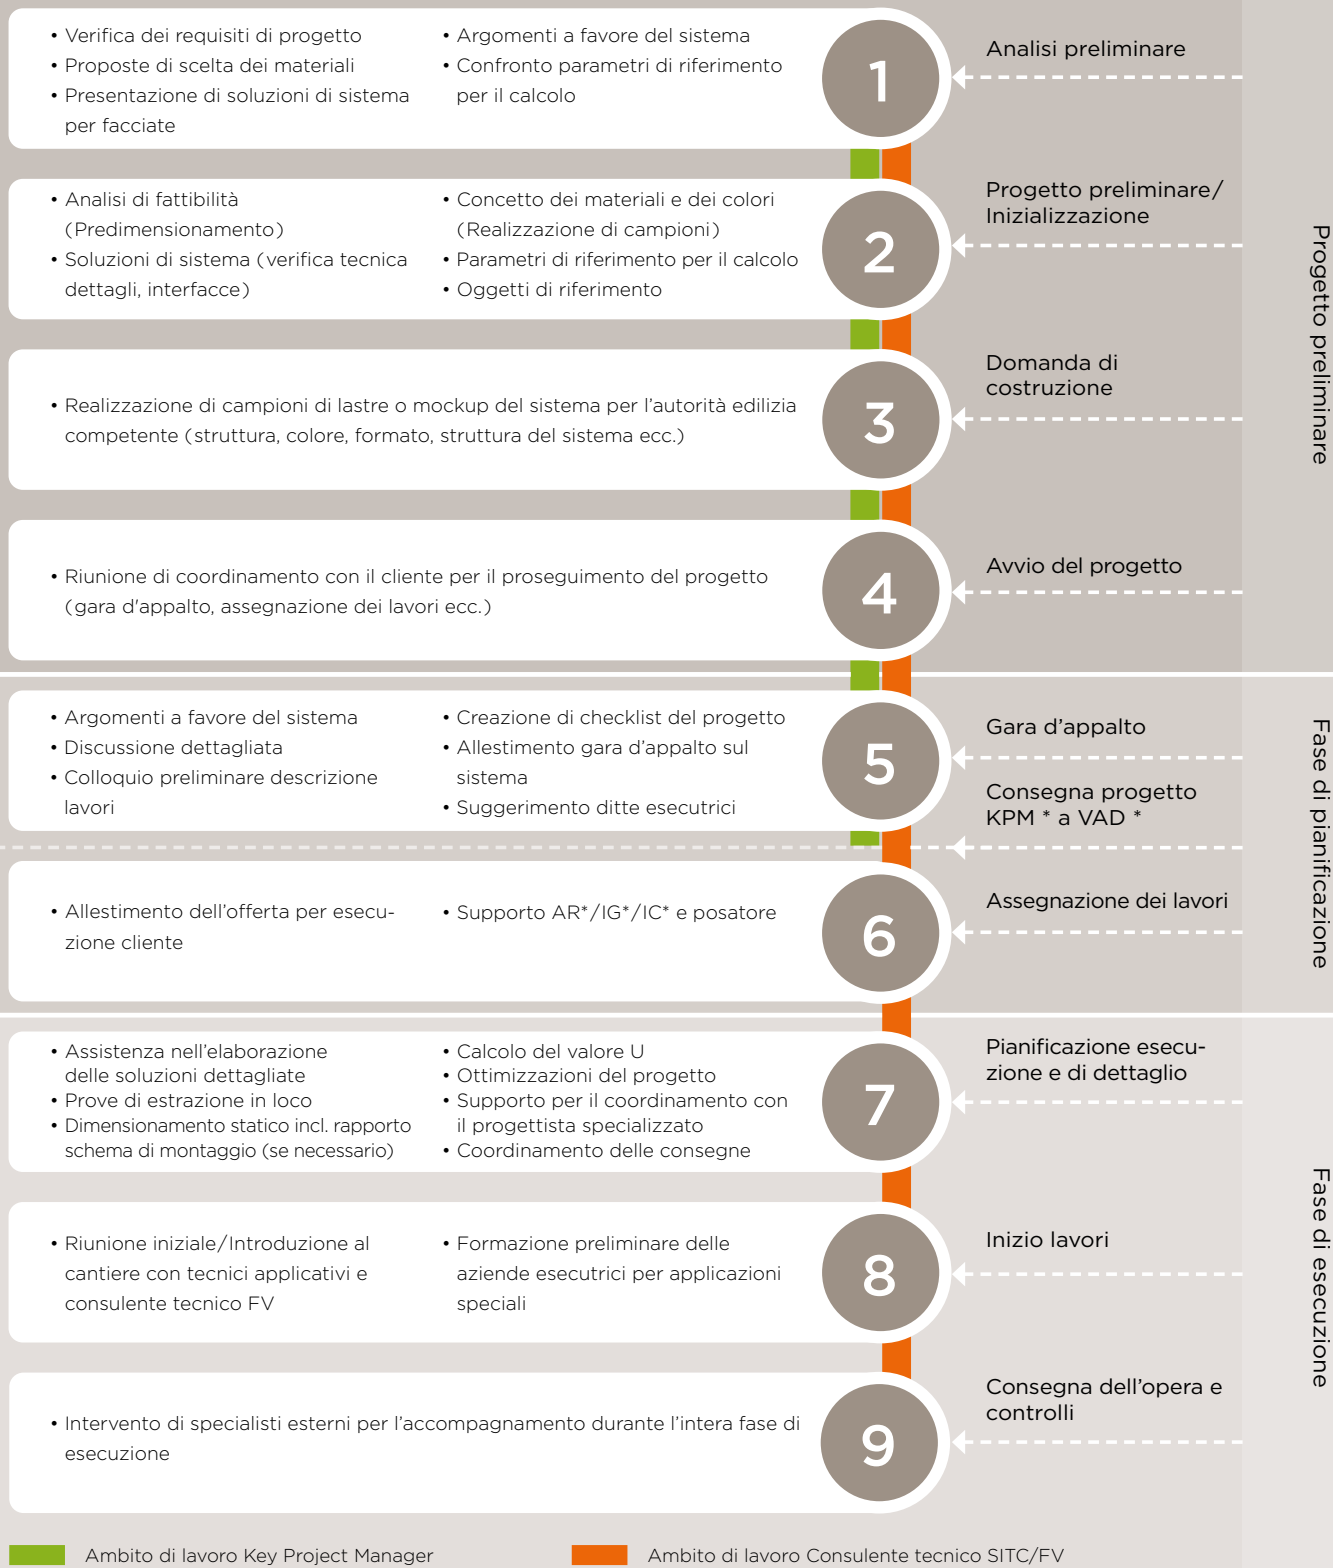 • Verifica dei requisiti di progetto
• Proposte di scelta dei materiali
• Presentazione di soluzioni di sistema
per facciate
• Argomenti a favore del sistema
• Confronto parametri di riferimento
per il calcolo
1
Analisi preliminare
• Analisi di fattibilità
(Predimensionamento)
• Soluzioni di sistema (verifica tecnica
dettagli, interfacce)
• Concetto dei materiali e dei colori
(Realizzazione di campioni)
• Parametri di riferimento per il calcolo
• Oggetti di riferimento
2
Progetto preliminare/
Inizializzazione
• Realizzazione di campioni di lastre o mockup del sistema per l’autorità edilizia
competente (struttura, colore, formato, struttura del sistema ecc.)
3
Domanda di
costruzione
• Riunione di coordinamento con il cliente per il proseguimento del progetto
(gara d'appalto, assegnazione dei lavori ecc.)
4
Avvio del progetto
Progetto preliminare
• Argomenti a favore del sistema
• Discussione dettagliata
• Colloquio preliminare descrizione
lavori
• Creazione di checklist del progetto
• Allestimento gara d’appalto sul
sistema
• Suggerimento ditte esecutrici
5
Gara d’appalto
Consegna progetto
KPM * a VAD *
• Allestimento dell’offerta per esecu-
zione cliente
• Supporto AR*/IG*/IC* e posatore
6
Assegnazione dei lavori
Fase di pianificazione
• Assistenza nell’elaborazione
delle soluzioni dettagliate
• Prove di estrazione in loco
• Dimensionamento statico incl. rapporto
schema di montaggio (se necessario)
• Calcolo del valore U
• Ottimizzazioni del progetto
• Supporto per il coordinamento con
il progettista specializzato
• Coordinamento delle consegne
7
Pianificazione esecu-
zione e di dettaglio
• Riunione iniziale/Introduzione al
cantiere con tecnici applicativi e
consulente tecnico FV
• Formazione preliminare delle
aziende esecutrici per applicazioni
speciali
8
Inizio lavori
• Intervento di specialisti esterni per l’accompagnamento durante l’intera fase di
esecuzione
9
Consegna dell’opera e
controlli
Fase di esecuzione
Ambito di lavoro Key Project Manager
Ambito di lavoro Consulente tecnico SITC/FV